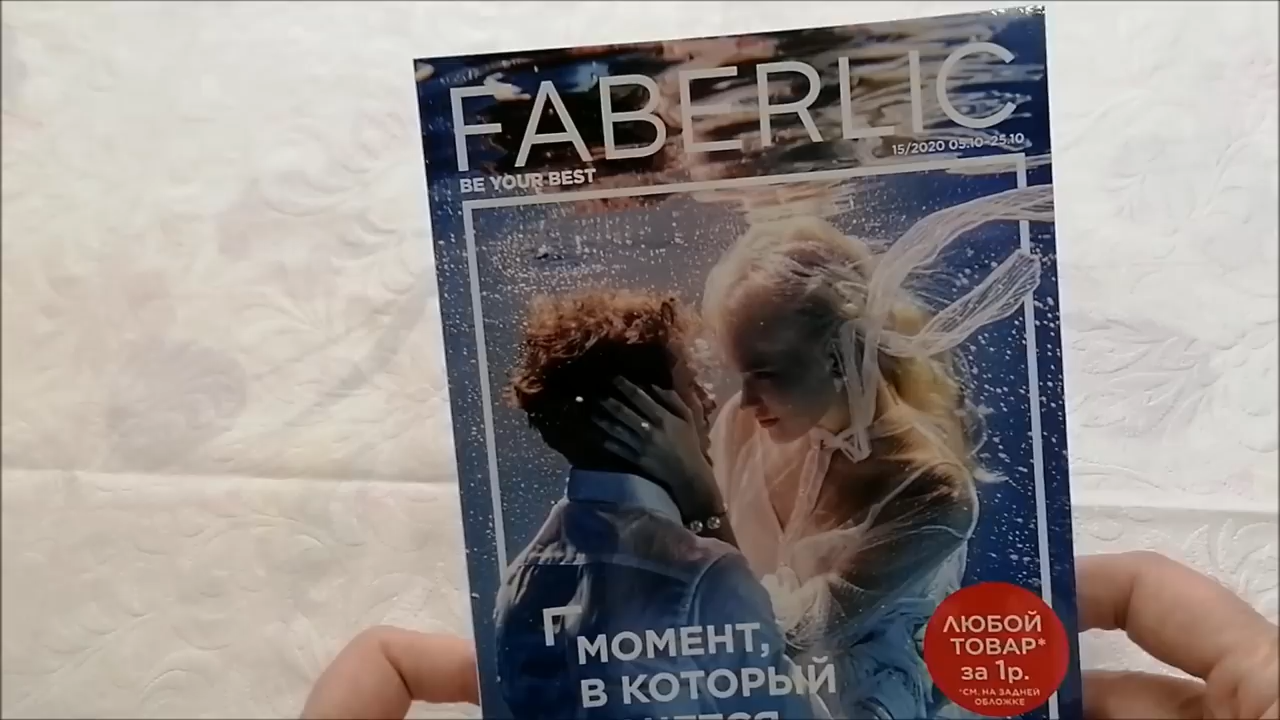 FABERLIC
15/2020 05.10-25.10
BE YOUR BEST
МОМЕНТ,
В КОТОРЫЙ
ЛЮБОЙ
ТОВАР*
за 1р.
*СМ. НА ЗАДНЕЙ
ОБЛОЖКЕ